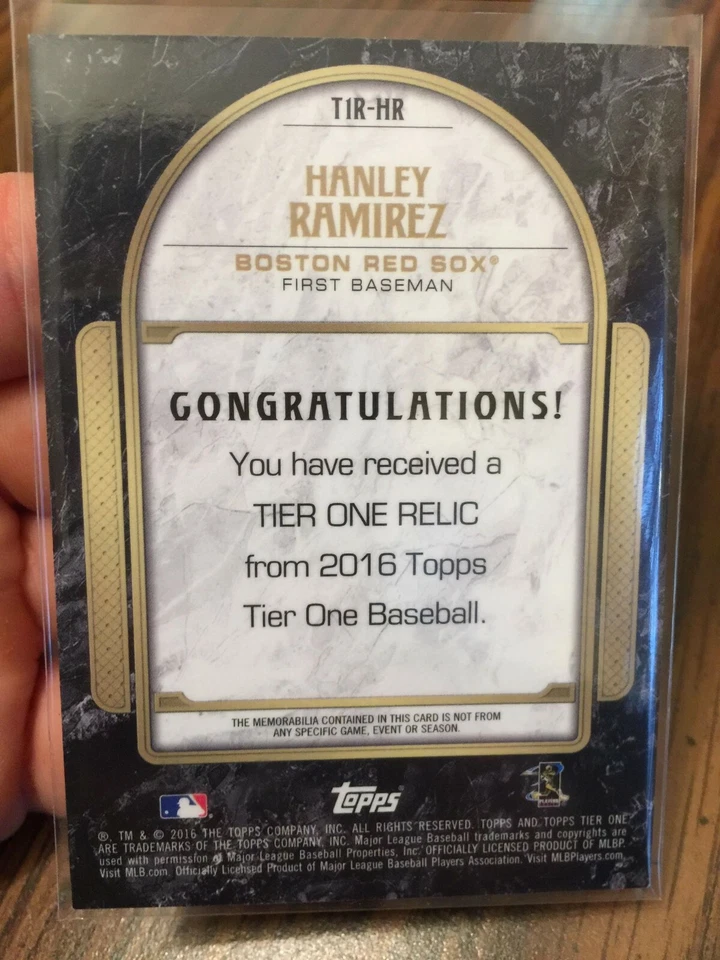 T1R-HR
HANLEY
RAMIREZ
BOSTON RED SOX®
FIRST BASEMAN
CONGRATULATIONS!
You have received a
TIER ONE RELIC
from 2016 Topps
Tier One Baseball.
THE MEMORABILIA CONTAINED IN THIS CARD IS NOT FROM
ANY SPECIFIC GAME, EVENT OR SEASON.
topps
PLAYERS
®, TM & © 2016 THE TOPPS COMPANY, INC. ALL RIGHTS RESERVED. TOPPS AND TOPPS TIER ONE
ARE TRADEMARKS OF THE TOPPS COMPANY, INC. Major League Baseball trademarks and copyrights are
used with permission of Major League Baseball Properties, Inc. OFFICIALLY LICENSED PRODUCT OF MLBP.
Visit MLB.com. Officially Licensed Product of Major League Baseball Players Association. Visit MLBPlayers.com.